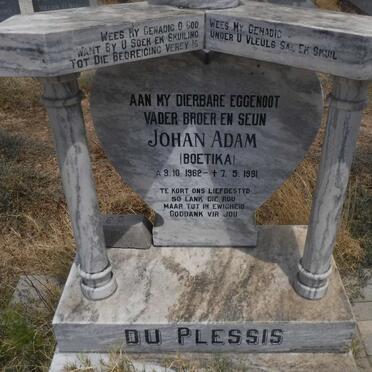 WEES MY GENADIG O GOD
WANT BY U SOEK EK SKUILING
TOT DIE BEDREIGING VERBY IS
WEES MY GENADIG
ONDER U VLEULS SAL EK SKUIL
AAN MY DIERBARE EGGENOOT
VADER BROER EN SEUN
JOHAN ADAM
(BOETIKA)
✶ 9.10.1962 – ✝ 7.5.1991
TE KORT ONS LIEFDESTYD
SO LANK DIE ROU
MAAR TOT IN EWIGHEID
GODDANK VIR JOU
DU PLESSIS